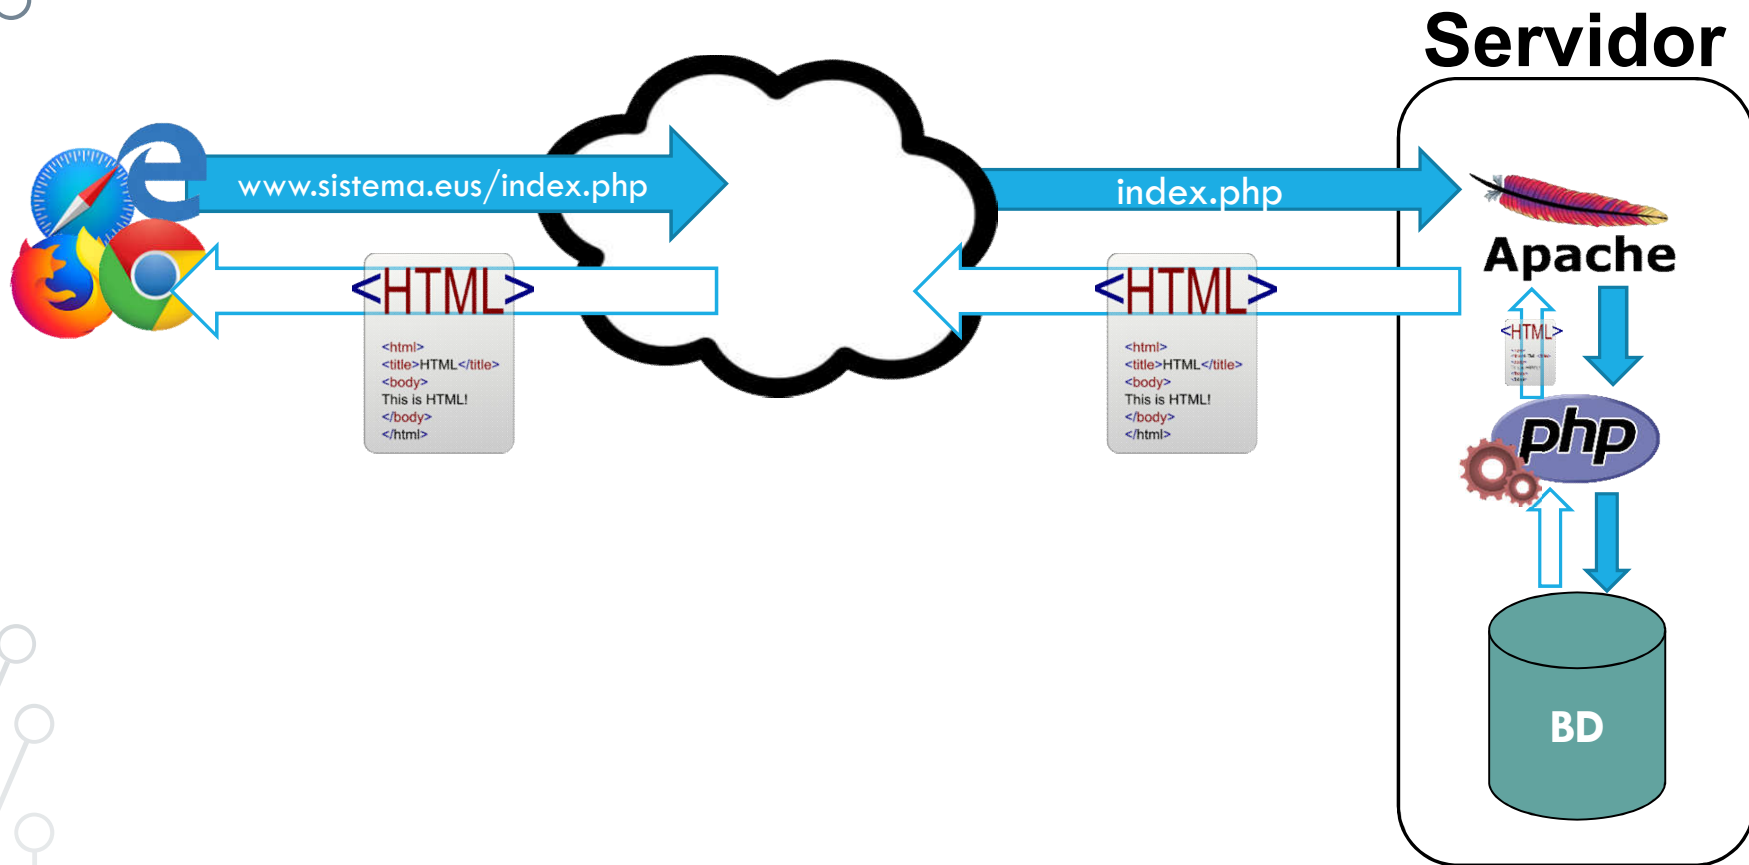 Servidor
www.sistema.eus/index.php
index.php
Apache
<HTML>
<html>
<title>HTML</title>
<body>
This is HTML!
</body>
</html>
<HTML>
<html>
<title>HTML</title>
<body>
This is HTML!
</body>
</html>
<HTML>
php
BD